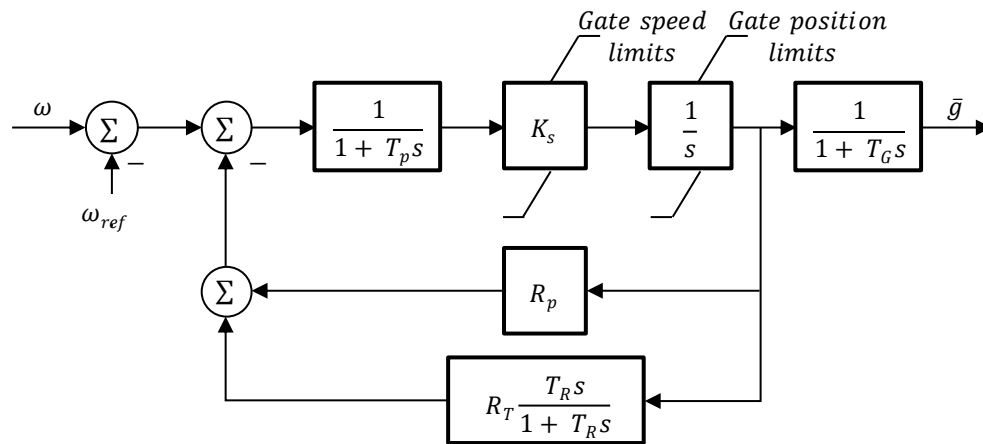 Gate speed limits
Gate position limits
ω
Σ
−
ω_ref
Σ
−
1 / (1 + T_p s)
K_s
1 / s
1 / (1 + T_G s)
ḡ
Σ
R_p
R_T T_R s / (1 + T_R s)